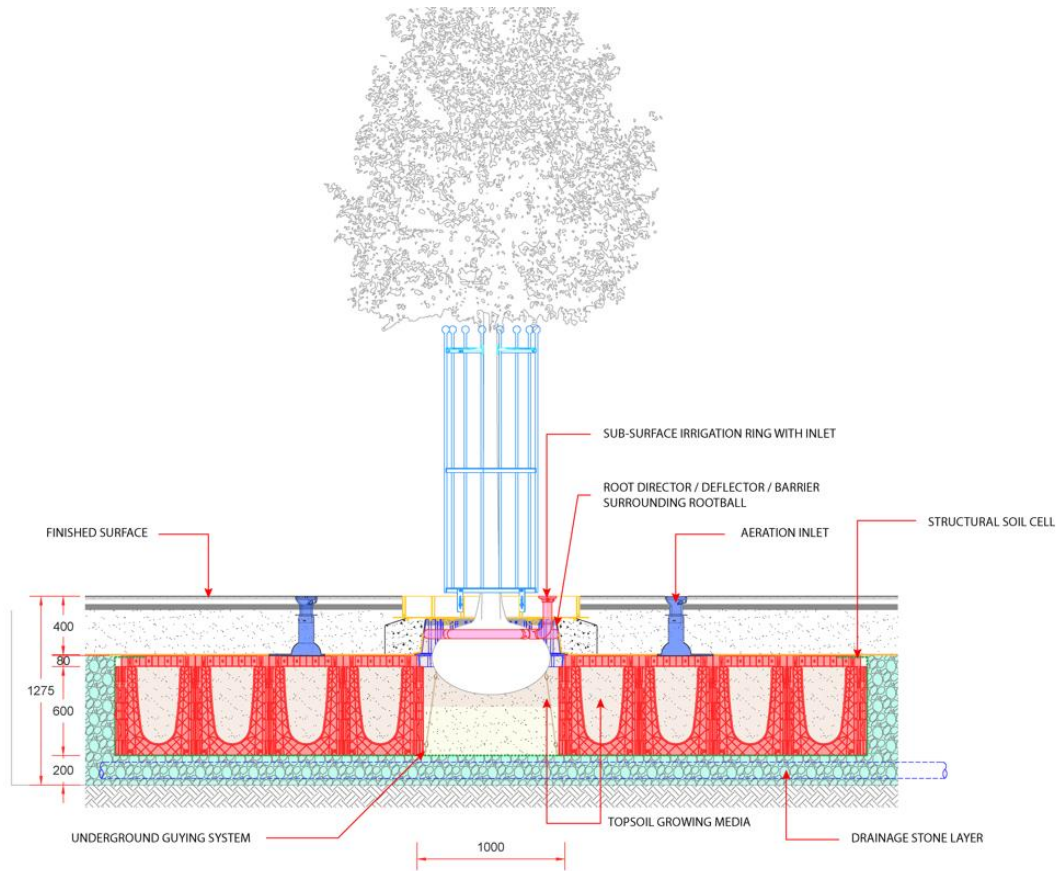 SUB-SURFACE IRRIGATION RING WITH INLET
ROOT DIRECTOR / DEFLECTOR / BARRIER
SURROUNDING ROOTBALL
FINISHED SURFACE
AERATION INLET
STRUCTURAL SOIL CELL
400
80
1275
600
200
UNDERGROUND GUYING SYSTEM
TOPSOIL GROWING MEDIA
DRAINAGE STONE LAYER
1000